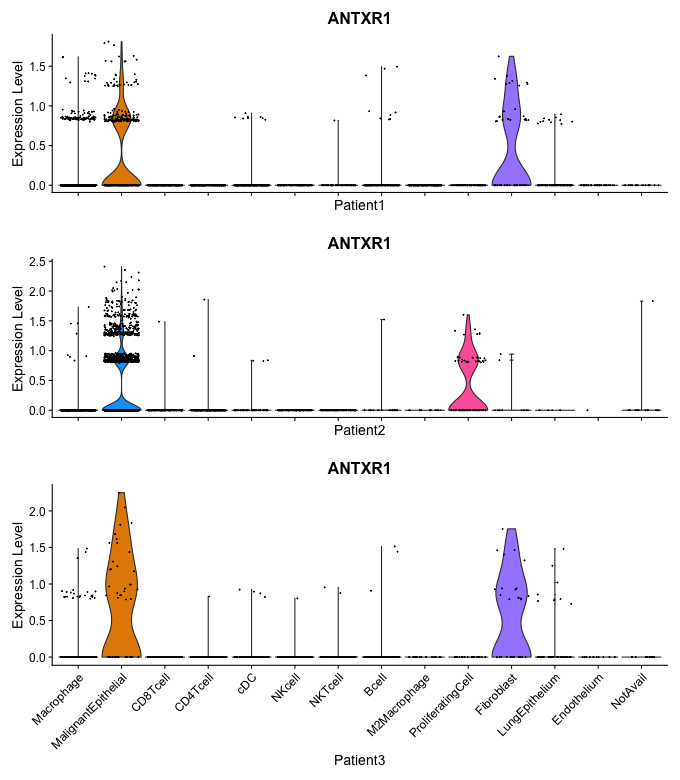 ANTXR1
Expression Level
1.5
1.0
0.5
0.0
Patient1
ANTXR1
Expression Level
2.5
2.0
1.5
1.0
0.5
0.0
Patient2
ANTXR1
Expression Level
2.0
1.5
1.0
0.5
0.0
Macrophage
MalignantEpithelial
CD8Tcell
CD4Tcell
cDC
NKcell
NKTcell
Bcell
M2Macrophage
ProliferatingCell
Fibroblast
LungEpithelium
Endothelium
NotAvail
Patient3